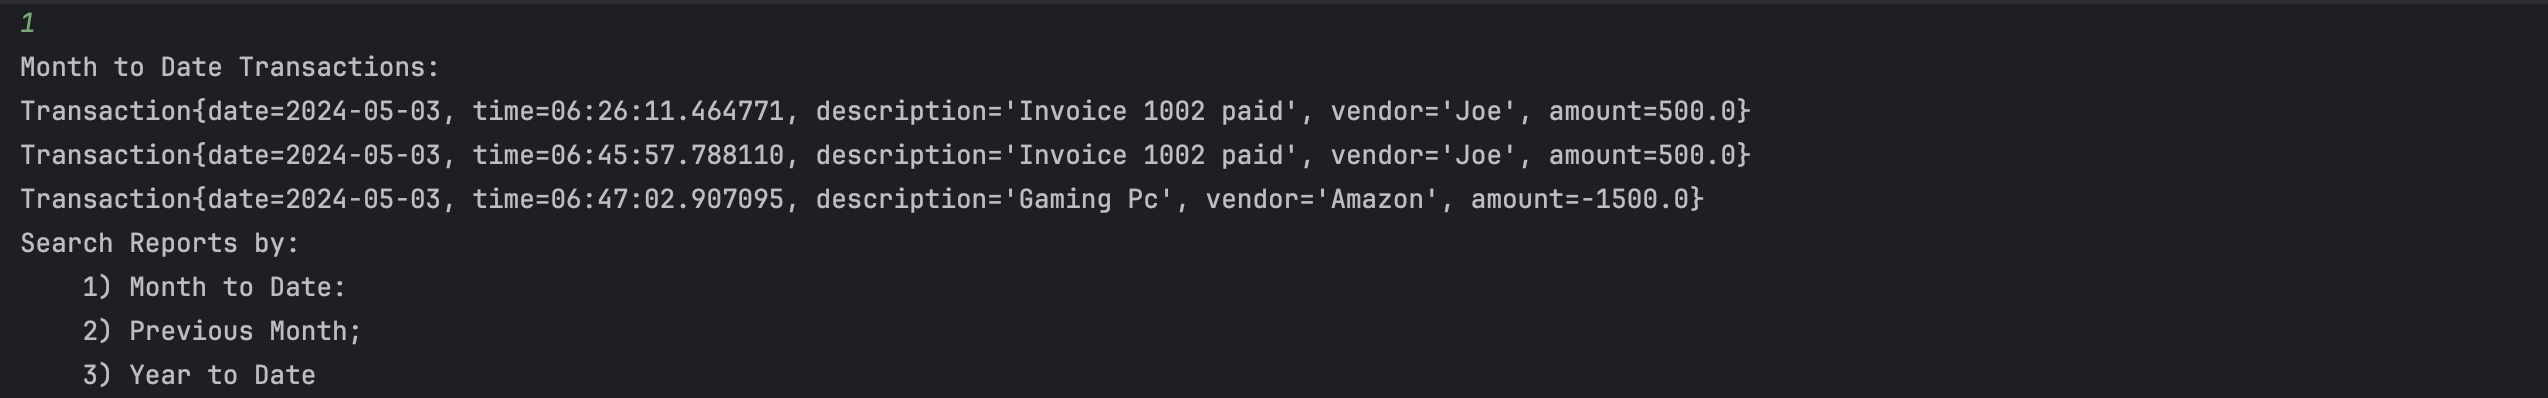 1
Month to Date Transactions:
Transaction{date=2024-05-03, time=06:26:11.464771, description='Invoice 1002 paid', vendor='Joe', amount=500.0}
Transaction{date=2024-05-03, time=06:45:57.788110, description='Invoice 1002 paid', vendor='Joe', amount=500.0}
Transaction{date=2024-05-03, time=06:47:02.907095, description='Gaming Pc', vendor='Amazon', amount=-1500.0}
Search Reports by:
    1) Month to Date:
    2) Previous Month;
    3) Year to Date